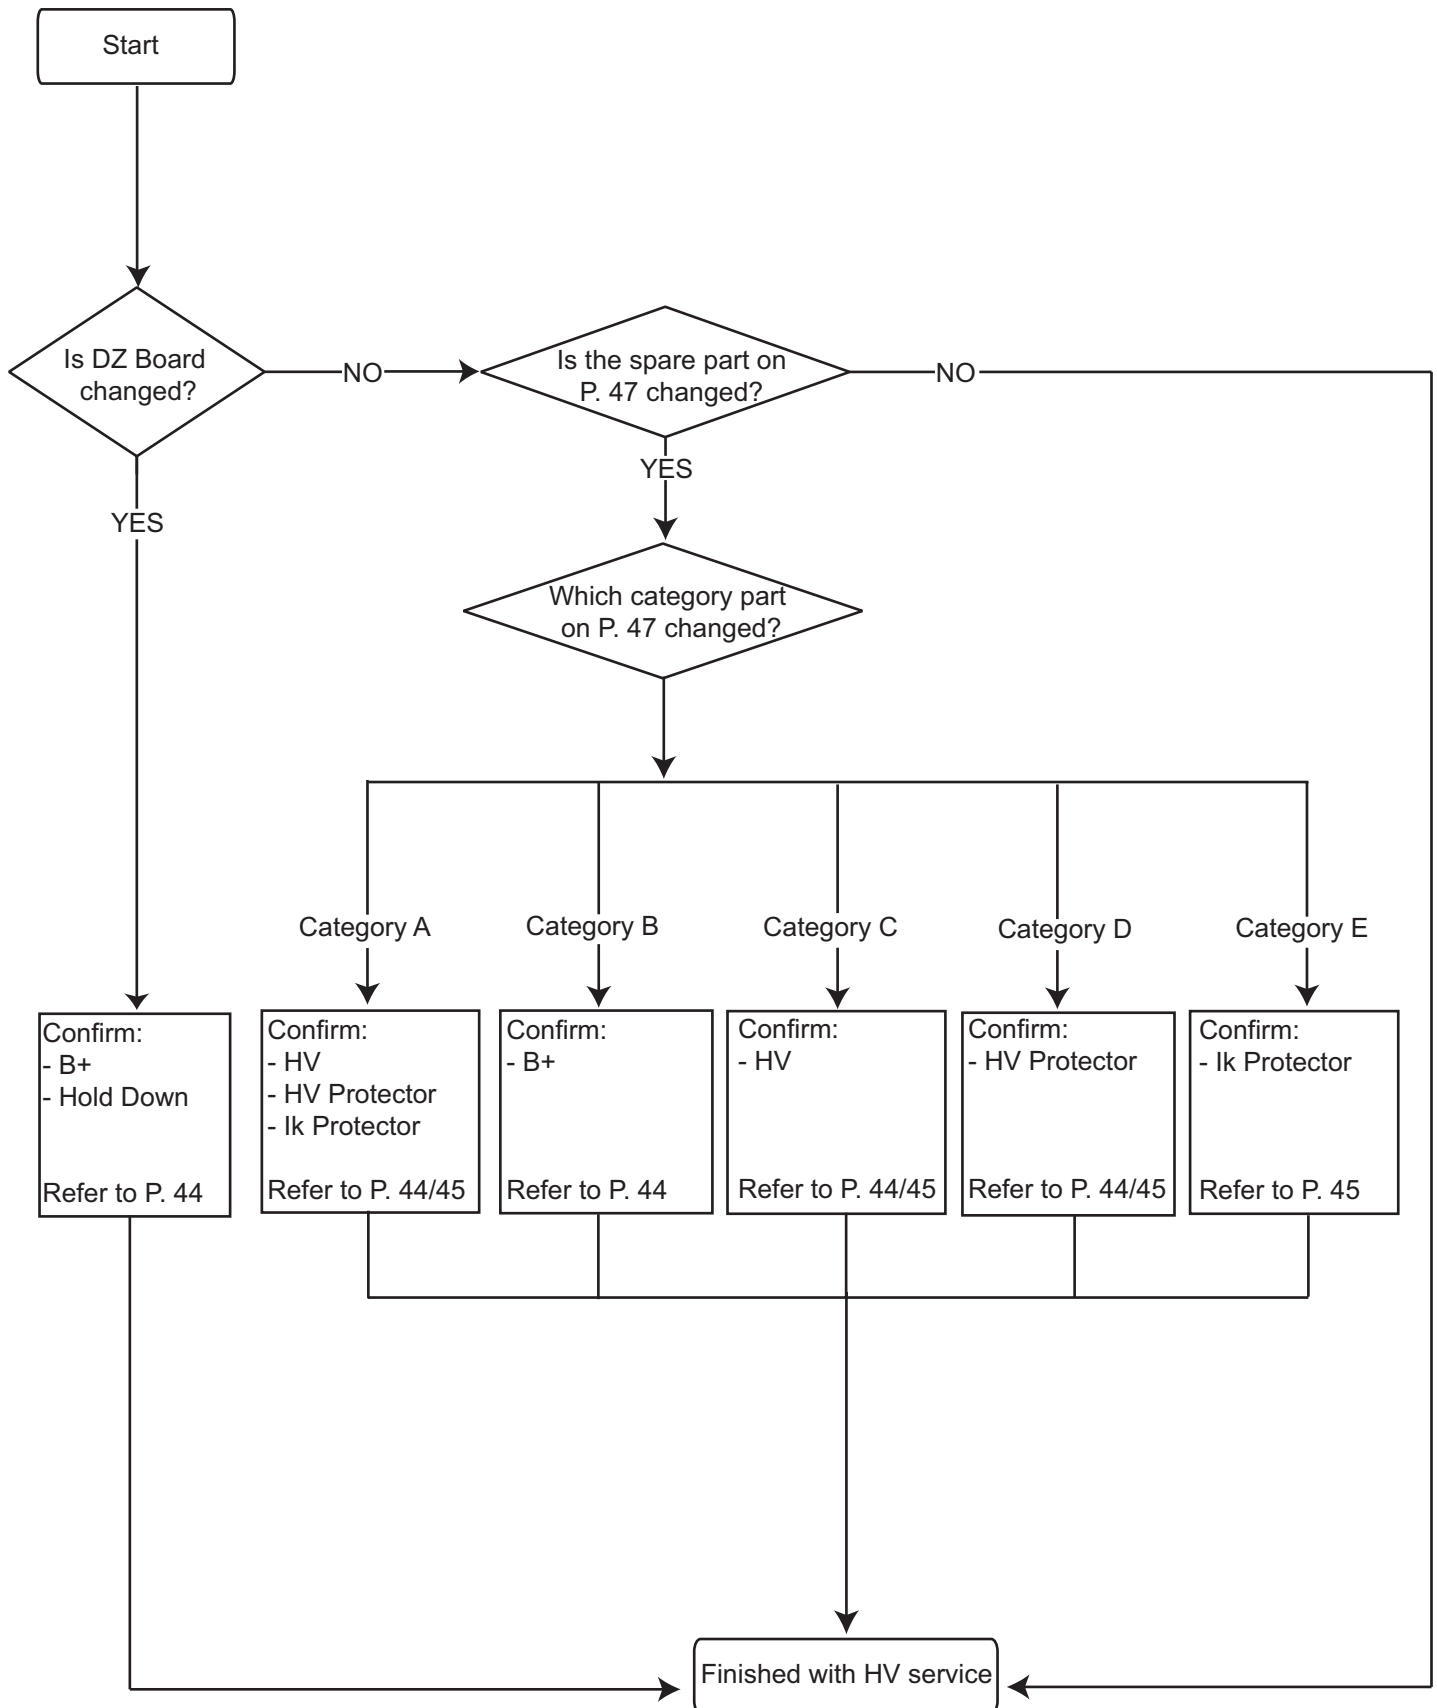 Start
Is DZ Board
changed?
NO
Is the spare part on
P. 47 changed?
NO
YES
YES
Which category part
on P. 47 changed?
Category A
Category B
Category C
Category D
Category E
Confirm:
- B+
- Hold Down
Refer to P. 44
Confirm:
- HV
- HV Protector
- Ik Protector
Refer to P. 44/45
Confirm:
- B+
Refer to P. 44
Confirm:
- HV
Refer to P. 44/45
Confirm:
- HV Protector
Refer to P. 44/45
Confirm:
- Ik Protector
Refer to P. 45
Finished with HV service